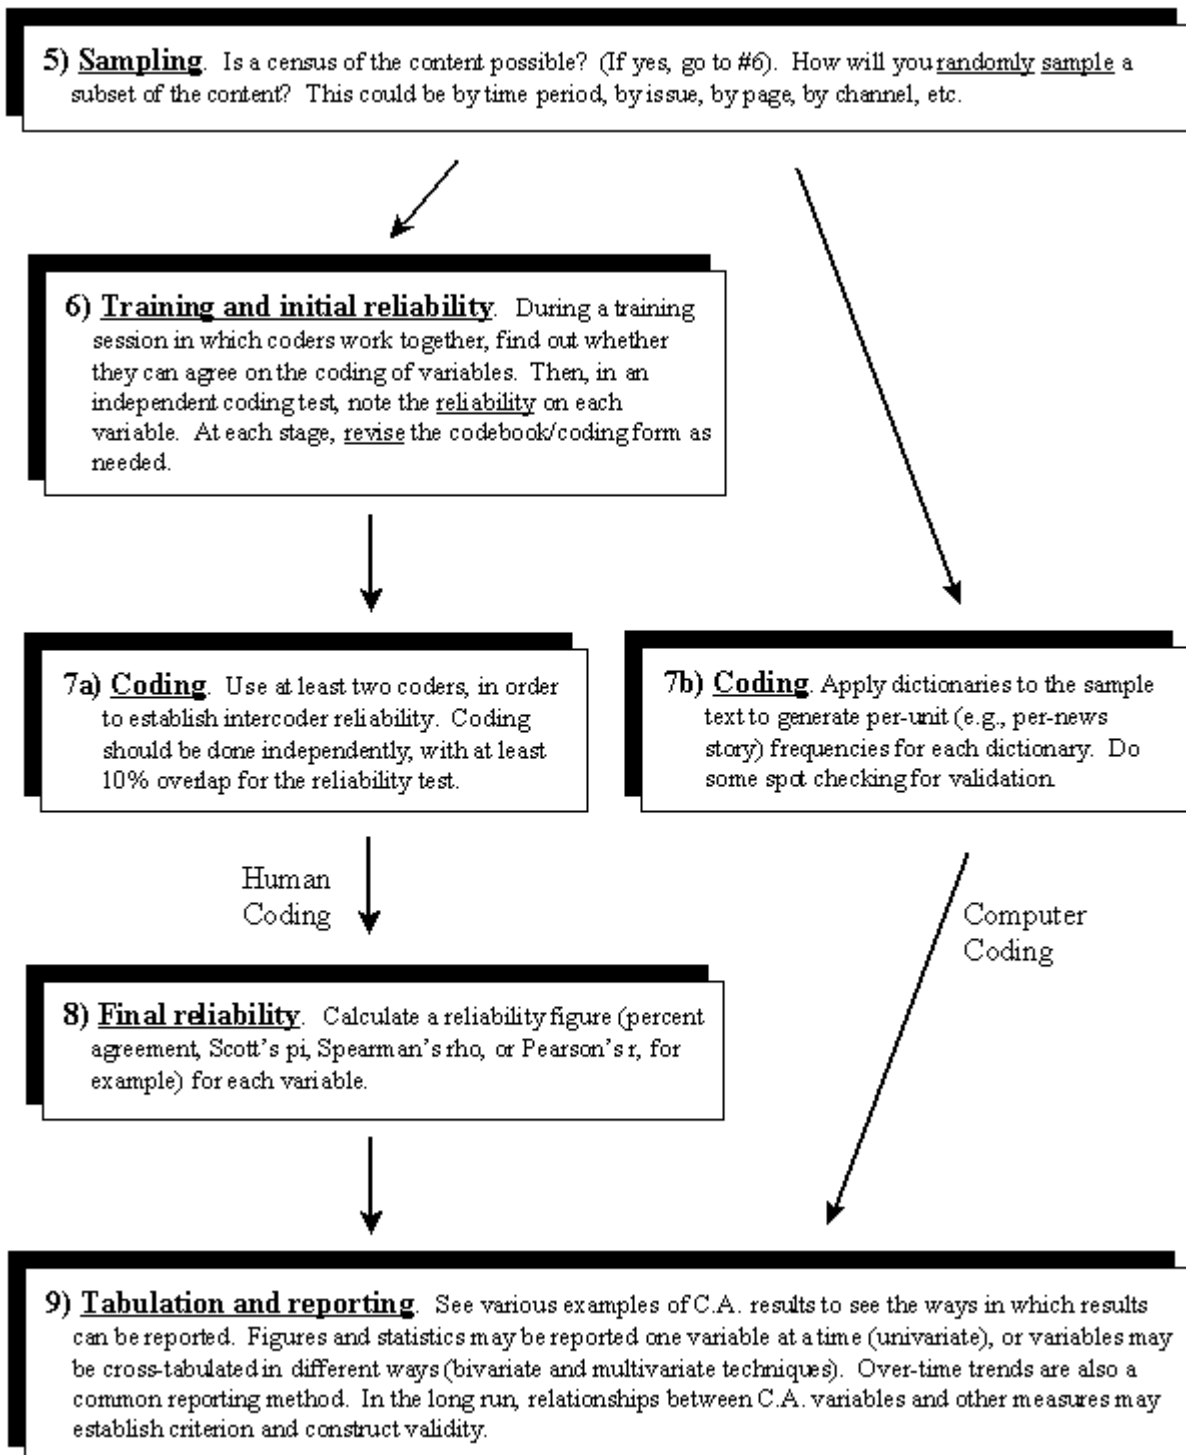 5) Sampling. Is a census of the content possible? (If yes, go to #6). How will you randomly sample a
subset of the content? This could be by time period, by issue, by page, by channel, etc.
6) Training and initial reliability. During a training
session in which coders work together, find out whether
they can agree on the coding of variables. Then, in an
independent coding test, note the reliability on each
variable. At each stage, revise the codebook/coding form as
needed.
7a) Coding. Use at least two coders, in order
to establish intercoder reliability. Coding
should be done independently, with at least
10% overlap for the reliability test.
7b) Coding. Apply dictionaries to the sample
text to generate per-unit (e.g., per-news
story) frequencies for each dictionary. Do
some spot checking for validation.
Human
Coding
Computer
Coding
8) Final reliability. Calculate a reliability figure (percent
agreement, Scott's pi, Spearman's rho, or Pearson's r, for
example) for each variable.
9) Tabulation and reporting. See various examples of C.A. results to see the ways in which results
can be reported. Figures and statistics may be reported one variable at a time (univariate), or variables may
be cross-tabulated in different ways (bivariate and multivariate techniques). Over-time trends are also a
common reporting method. In the long run, relationships between C.A. variables and other measures may
establish criterion and construct validity.